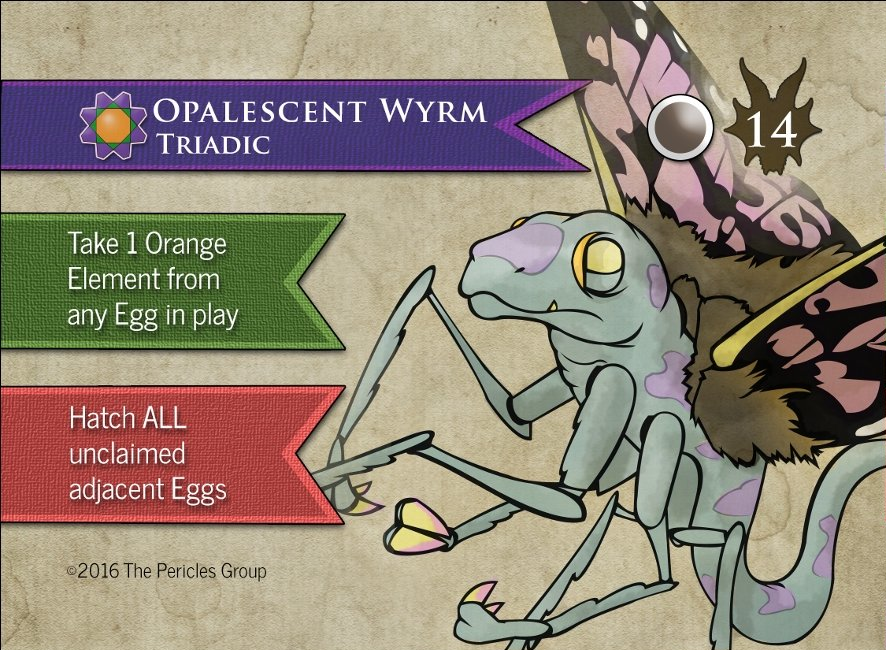 Opalescent Wyrm
Triadic
14
Take 1 Orange
Element from
any Egg in play
Hatch ALL
unclaimed
adjacent Eggs
©2016 The Pericles Group